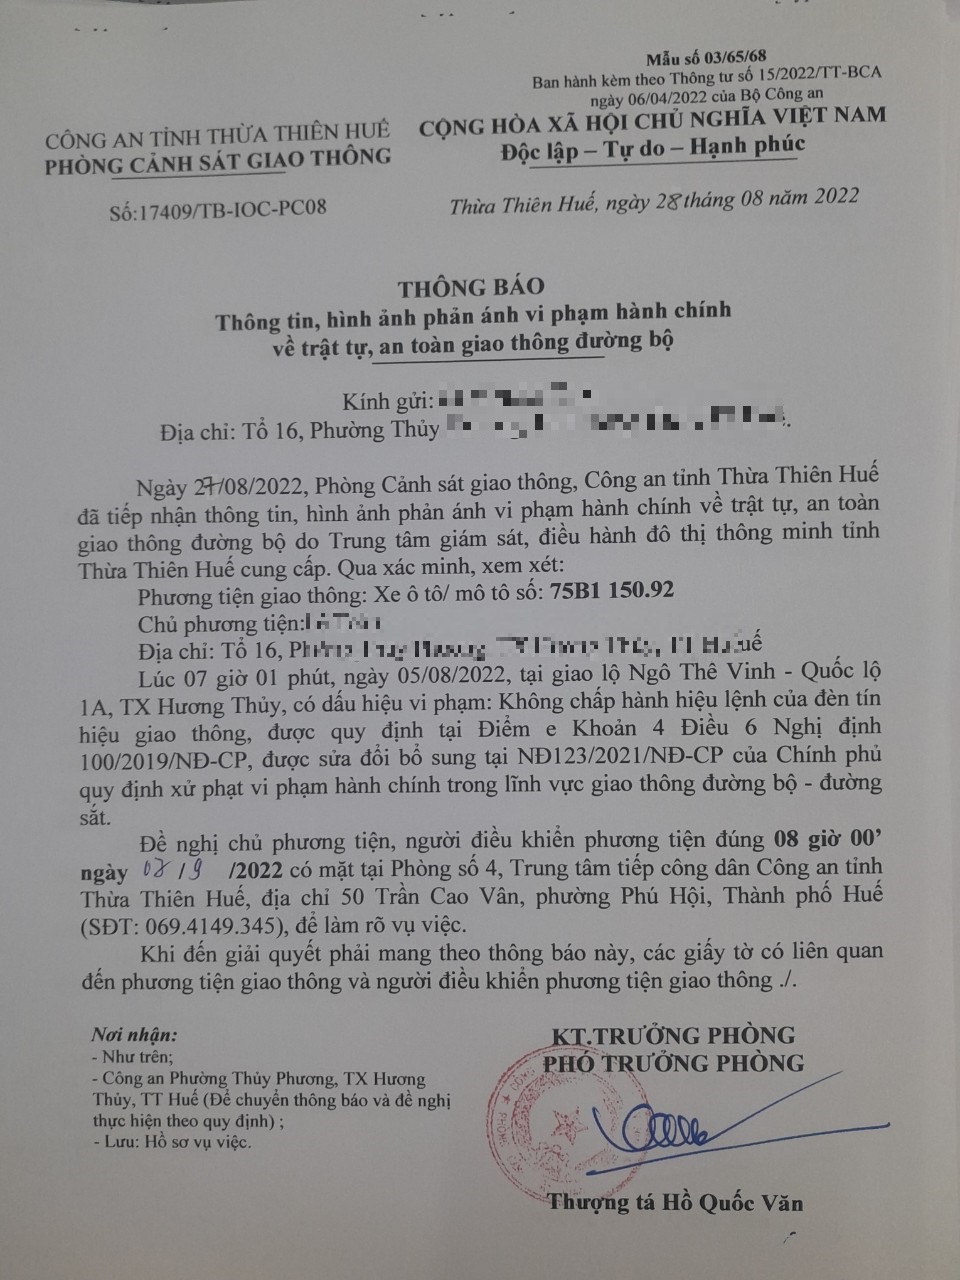 Mẫu số 03/65/68
Ban hành kèm theo Thông tư số 15/2022/TT-BCA
ngày 06/04/2022 của Bộ Công an
CÔNG AN TỈNH THỪA THIÊN HUẾ
PHÒNG CẢNH SÁT GIAO THÔNG
CỘNG HÒA XÃ HỘI CHỦ NGHĨA VIỆT NAM
Độc lập – Tự do – Hạnh phúc
Số:17409/TB-IOC-PC08
Thừa Thiên Huế, ngày 28 tháng 08 năm 2022
THÔNG BÁO
Thông tin, hình ảnh phản ánh vi phạm hành chính
về trật tự, an toàn giao thông đường bộ
Kính gửi:
Địa chỉ: Tổ 16, Phường Thủy
Ngày 27/08/2022, Phòng Cảnh sát giao thông, Công an tỉnh Thừa Thiên Huế
đã tiếp nhận thông tin, hình ảnh phản ánh vi phạm hành chính về trật tự, an toàn
giao thông đường bộ do Trung tâm giám sát, điều hành đô thị thông minh tỉnh
Thừa Thiên Huế cung cấp. Qua xác minh, xem xét:
Phương tiện giao thông: Xe ô tô/ mô tô số: 75B1 150.92
Chủ phương tiện:
Địa chỉ: Tổ 16,
Lúc 07 giờ 01 phút, ngày 05/08/2022, tại giao lộ Ngô Thế Vinh - Quốc lộ
1A, TX Hương Thủy, có dấu hiệu vi phạm: Không chấp hành hiệu lệnh của đèn tín
hiệu giao thông, được quy định tại Điểm e Khoản 4 Điều 6 Nghị định
100/2019/NĐ-CP, được sửa đổi bổ sung tại NĐ123/2021/NĐ-CP của Chính phủ
quy định xử phạt vi phạm hành chính trong lĩnh vực giao thông đường bộ - đường
sắt.
Đề nghị chủ phương tiện, người điều khiển phương tiện đúng 08 giờ 00’
ngày /9 /2022 có mặt tại Phòng số 4, Trung tâm tiếp công dân Công an tỉnh
Thừa Thiên Huế, địa chỉ 50 Trần Cao Vân, phường Phú Hội, Thành phố Huế
(SĐT: 069.4149.345), để làm rõ vụ việc.
Khi đến giải quyết phải mang theo thông báo này, các giấy tờ có liên quan
đến phương tiện giao thông và người điều khiển phương tiện giao thông ./.
Nơi nhận:
- Như trên;
- Công an Phường Thủy Phương, TX Hương
Thủy, TT Huế (Để chuyển thông báo và đề nghị
thực hiện theo quy định) ;
- Lưu: Hồ sơ vụ việc.
KT.TRƯỞNG PHÒNG
PHÓ TRƯỞNG PHÒNG
Thượng tá Hồ Quốc Văn